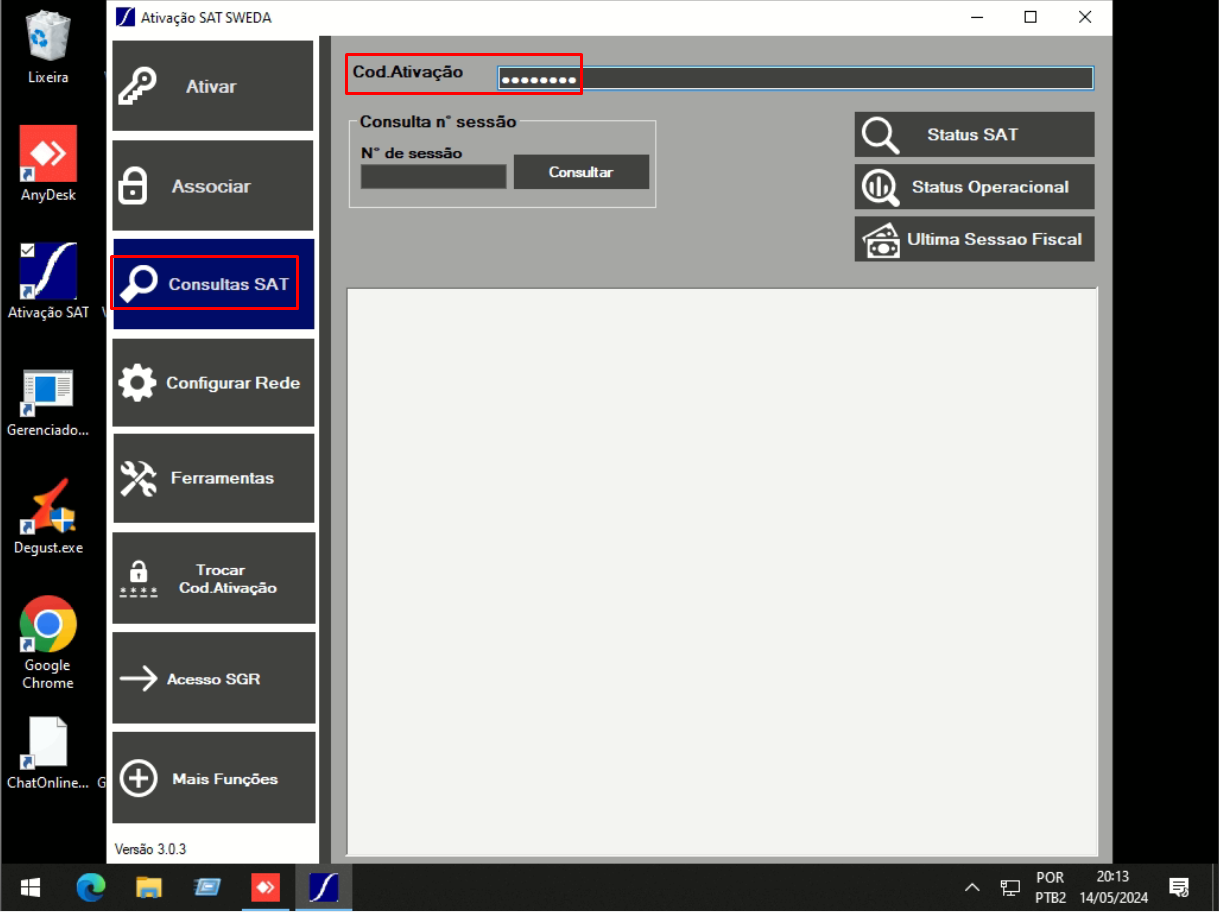 Lixeira
AnyDesk
Ativação SAT
Gerenciado...
Degust.exe
Google
Chrome
ChatOnline...
G
Ativação SAT SWEDA
Ativar
Associar
Consultas SAT
Configurar Rede
Ferramentas
Trocar
Cod.Ativação
Acesso SGR
Mais Funções
Versão 3.0.3
Cod.Ativação
Consulta n° sessão
N° de sessão
Consultar
Status SAT
Status Operacional
Ultima Sessao Fiscal
POR
PTB2
20:13
14/05/2024